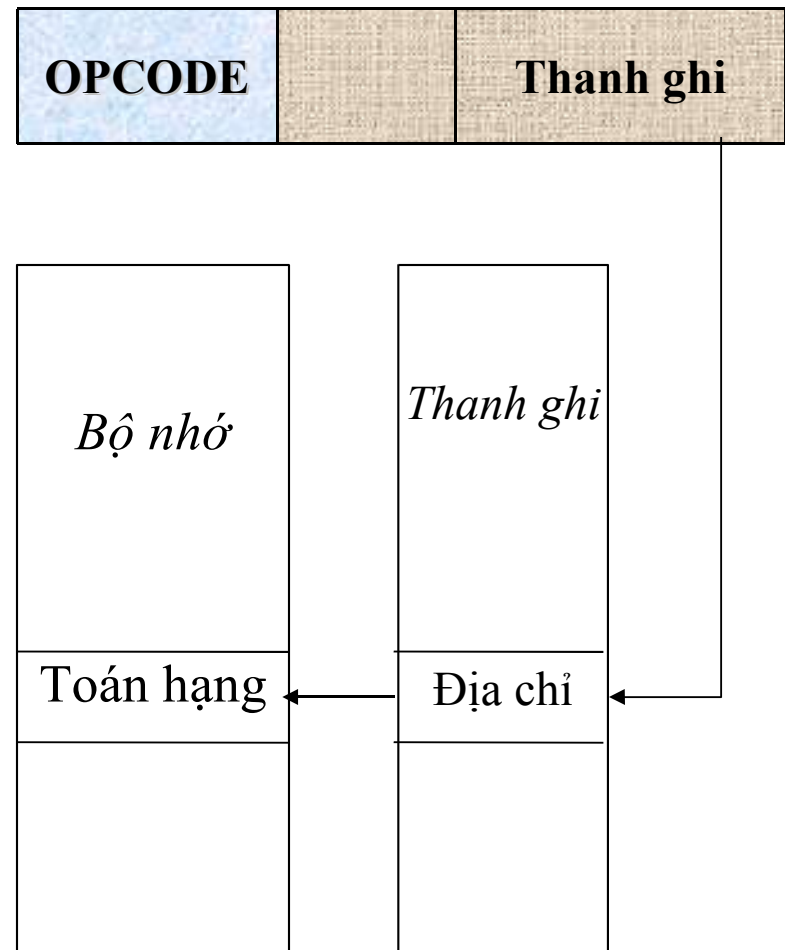 OPCODE Thanh ghi
Bộ nhớ
Thanh ghi
Toán hạng
Địa chỉ